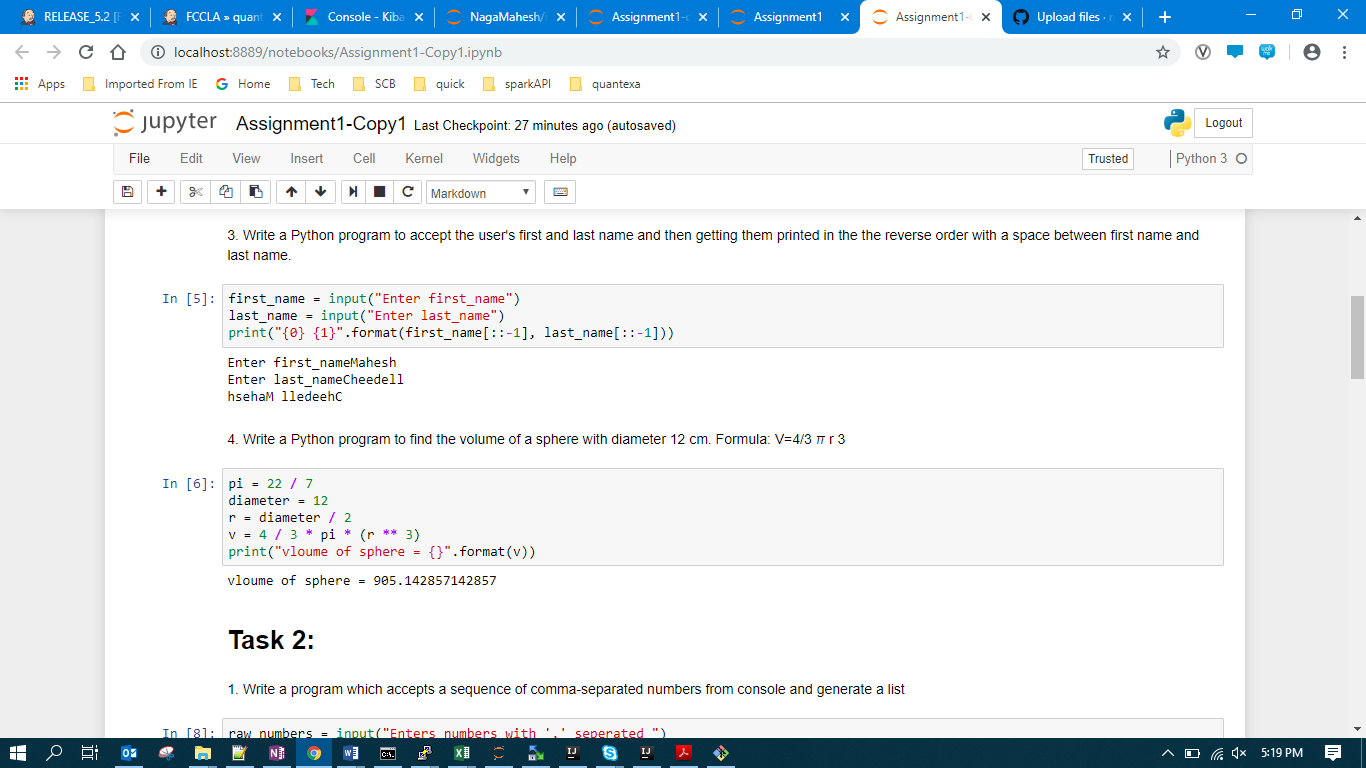 RELEASE_5.2 [F
FCCLA » quant
Console - Kiba
NagaMahesh/
Assignment1-c
Assignment1
Assignment1-C
Upload files ·
localhost:8889/notebooks/Assignment1-Copy1.ipynb
Apps Imported From IE Home Tech SCB quick sparkAPI quantexa
jupyter Assignment1-Copy1 Last Checkpoint: 27 minutes ago (autosaved) Logout
File Edit View Insert Cell Kernel Widgets Help Trusted Python 3
Markdown
3. Write a Python program to accept the user's first and last name and then getting them printed in the the reverse order with a space between first name and
last name.
In [5]: first_name = input("Enter first_name")
last_name = input("Enter last_name")
print("{0} {1}".format(first_name[::-1], last_name[::-1]))
Enter first_nameMahesh
Enter last_nameCheedell
hsehaM lledeehC
4. Write a Python program to find the volume of a sphere with diameter 12 cm. Formula: V=4/3 π r 3
In [6]: pi = 22 / 7
diameter = 12
r = diameter / 2
v = 4 / 3 * pi * (r ** 3)
print("vloume of sphere = {}".format(v))
vloume of sphere = 905.142857142857
Task 2:
1. Write a program which accepts a sequence of comma-separated numbers from console and generate a list
In [8]: raw_numbers = input("Enters numbers with ',' seperated ")
5:19 PM